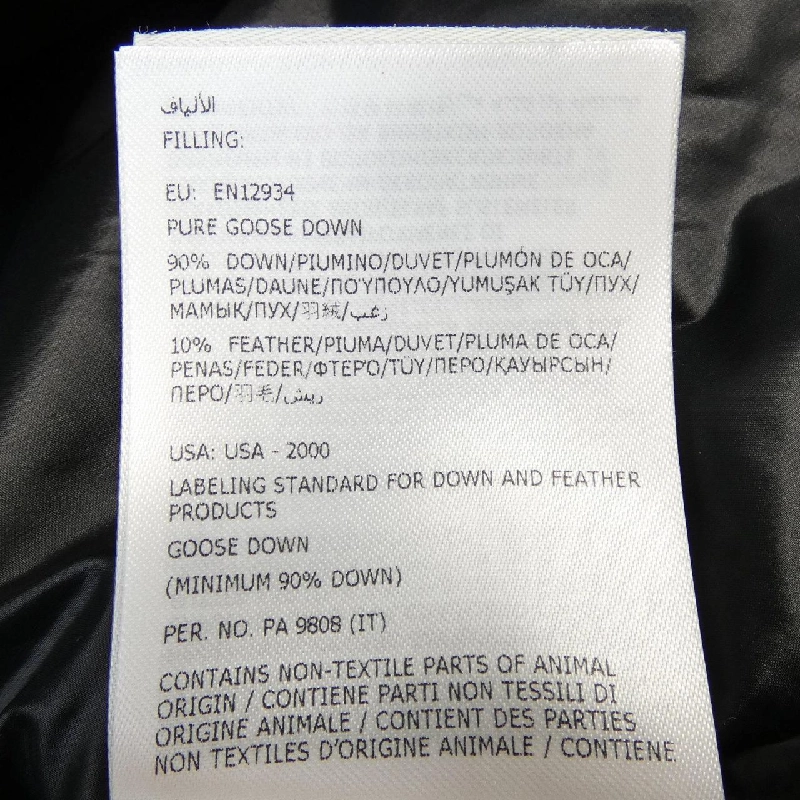 الألياف
FILLING:
EU: EN12934
PURE GOOSE DOWN
90% DOWN/PIUMINO/DUVET/PLUMÓN DE OCA/
PLUMAS/DAUNE/ΠΟΎΠΟΥΛΟ/YUMUŞAK TÜY/ПУХ/
МАМЫҚ/ПУХ/羽絨/زغب
10% FEATHER/PIUMA/DUVET/PLUMA DE OCA/
PENAS/FEDER/ΦΤΕΡΌ/TÜY/ПЕРО/ҚАУЫРСЫН/
ПЕРО/羽毛/ريش
USA: USA - 2000
LABELING STANDARD FOR DOWN AND FEATHER
PRODUCTS
GOOSE DOWN
(MINIMUM 90% DOWN)
PER. NO. PA 9808 (IT)
CONTAINS NON-TEXTILE PARTS OF ANIMAL
ORIGIN / CONTIENE PARTI NON TESSILI DI
ORIGINE ANIMALE / CONTIENT DES PARTIES
NON TEXTILES D'ORIGINE ANIMALE / CONTIENE